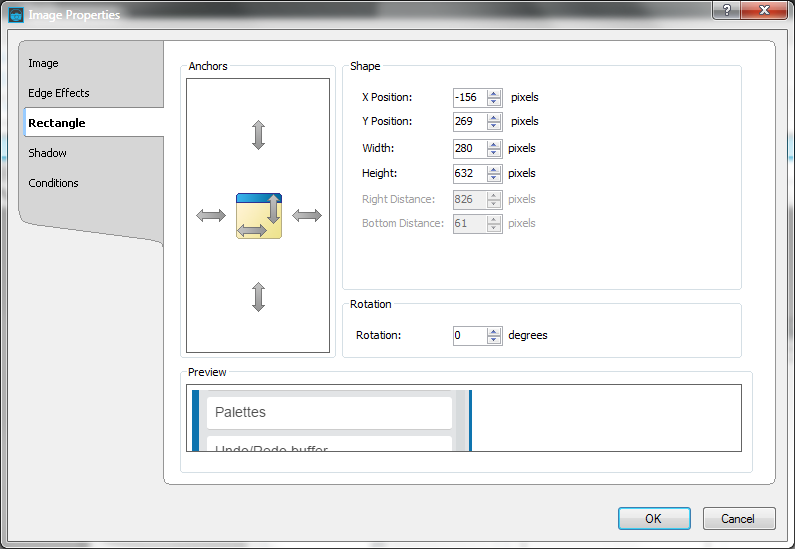 Image Properties
?
Image
Edge Effects
Rectangle
Shadow
Conditions
Anchors
Shape
X Position: -156 pixels
Y Position: 269 pixels
Width: 280 pixels
Height: 632 pixels
Right Distance: 826 pixels
Bottom Distance: 61 pixels
Rotation
Rotation: 0 degrees
Preview
Palettes
Undo/Redo buffer
OK Cancel